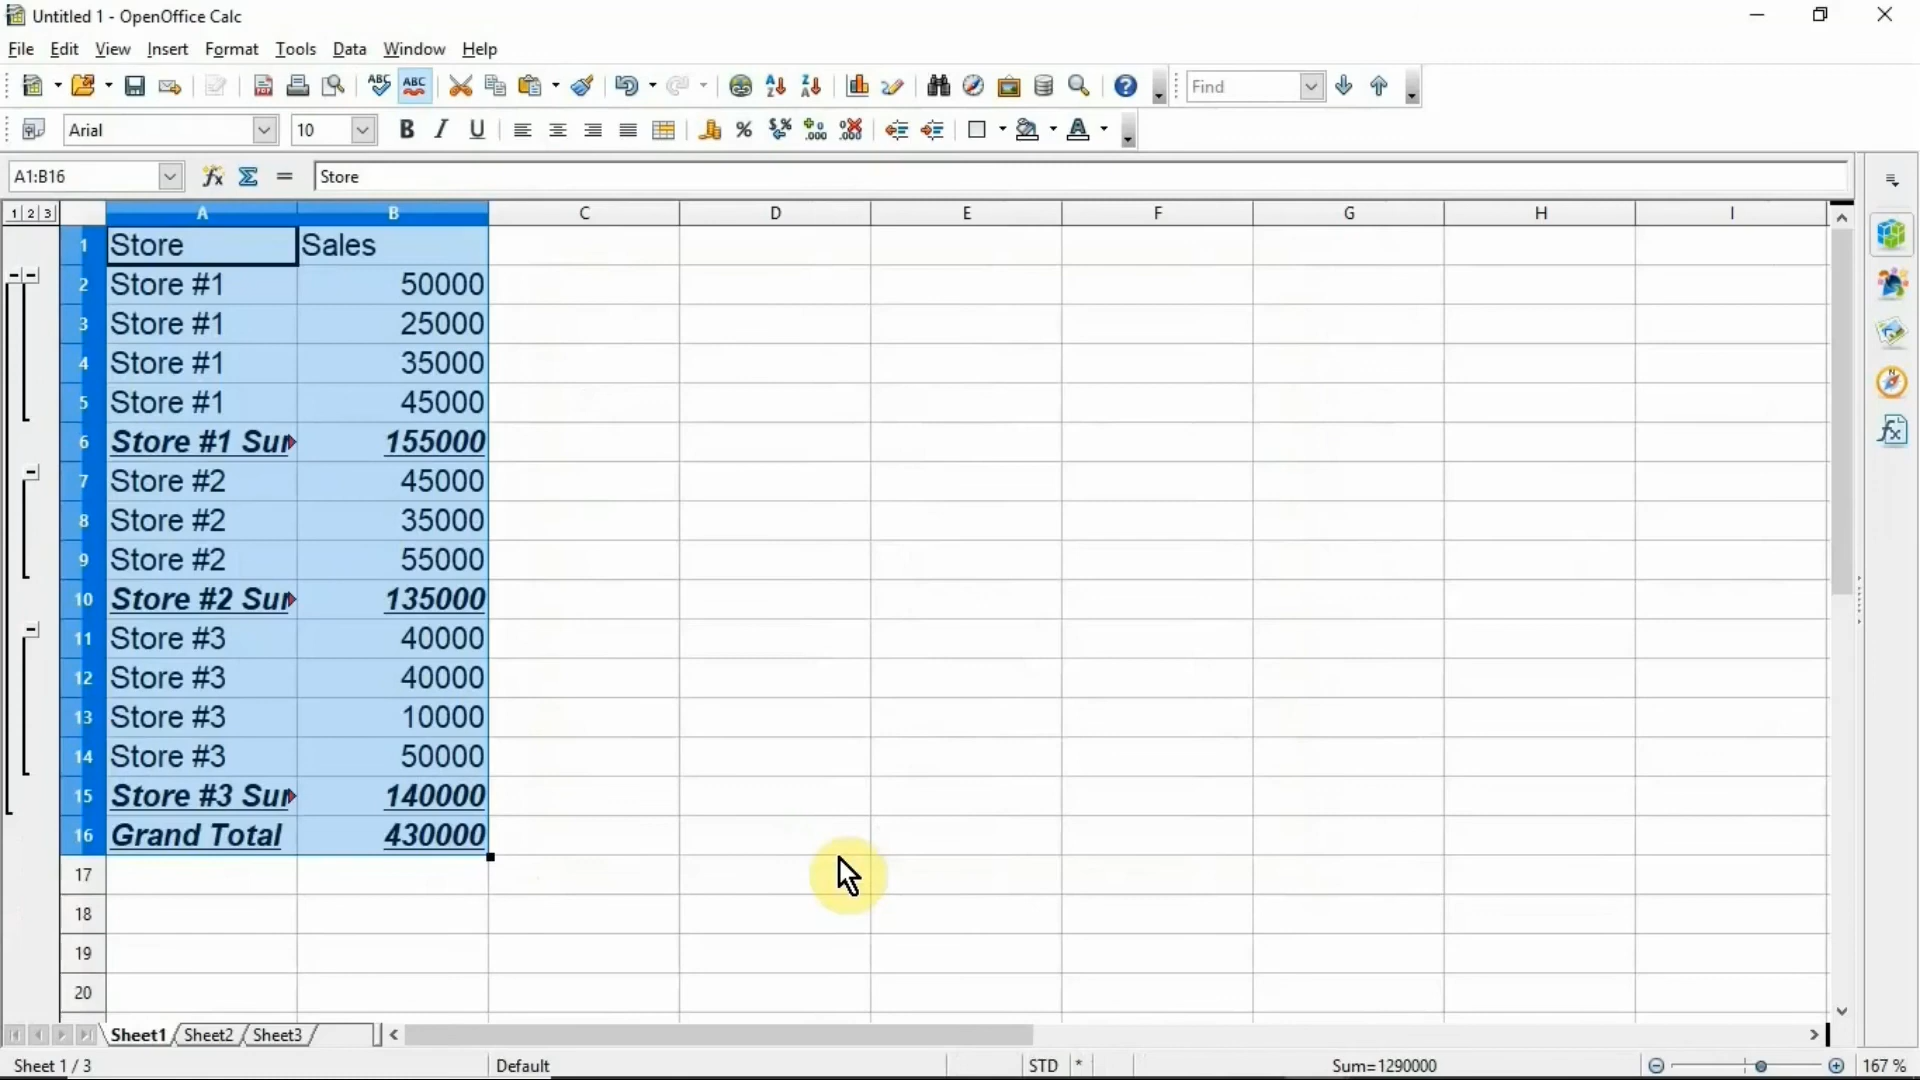 Untitled 1 - OpenOffice Calc
File Edit View Insert Format Tools Data Window Help
ABC ABC Find
Arial 10 B I U
A1:B16 Store
1 2 3 A B C D E F G H I
1 Store Sales
2 Store #1 50000
3 Store #1 25000
4 Store #1 35000
5 Store #1 45000
6 Store #1 155000
7 Store #2 45000
8 Store #2 35000
9 Store #2 55000
10 Store #2 135000
11 Store #3 40000
12 Store #3 40000
13 Store #3 10000
14 Store #3 50000
15 Store #3 140000
16 Grand Total 430000
17
18
19
20
Sheet1 Sheet2 Sheet3
Sheet 1 / 3 Default STD * Sum=1290000 167 %